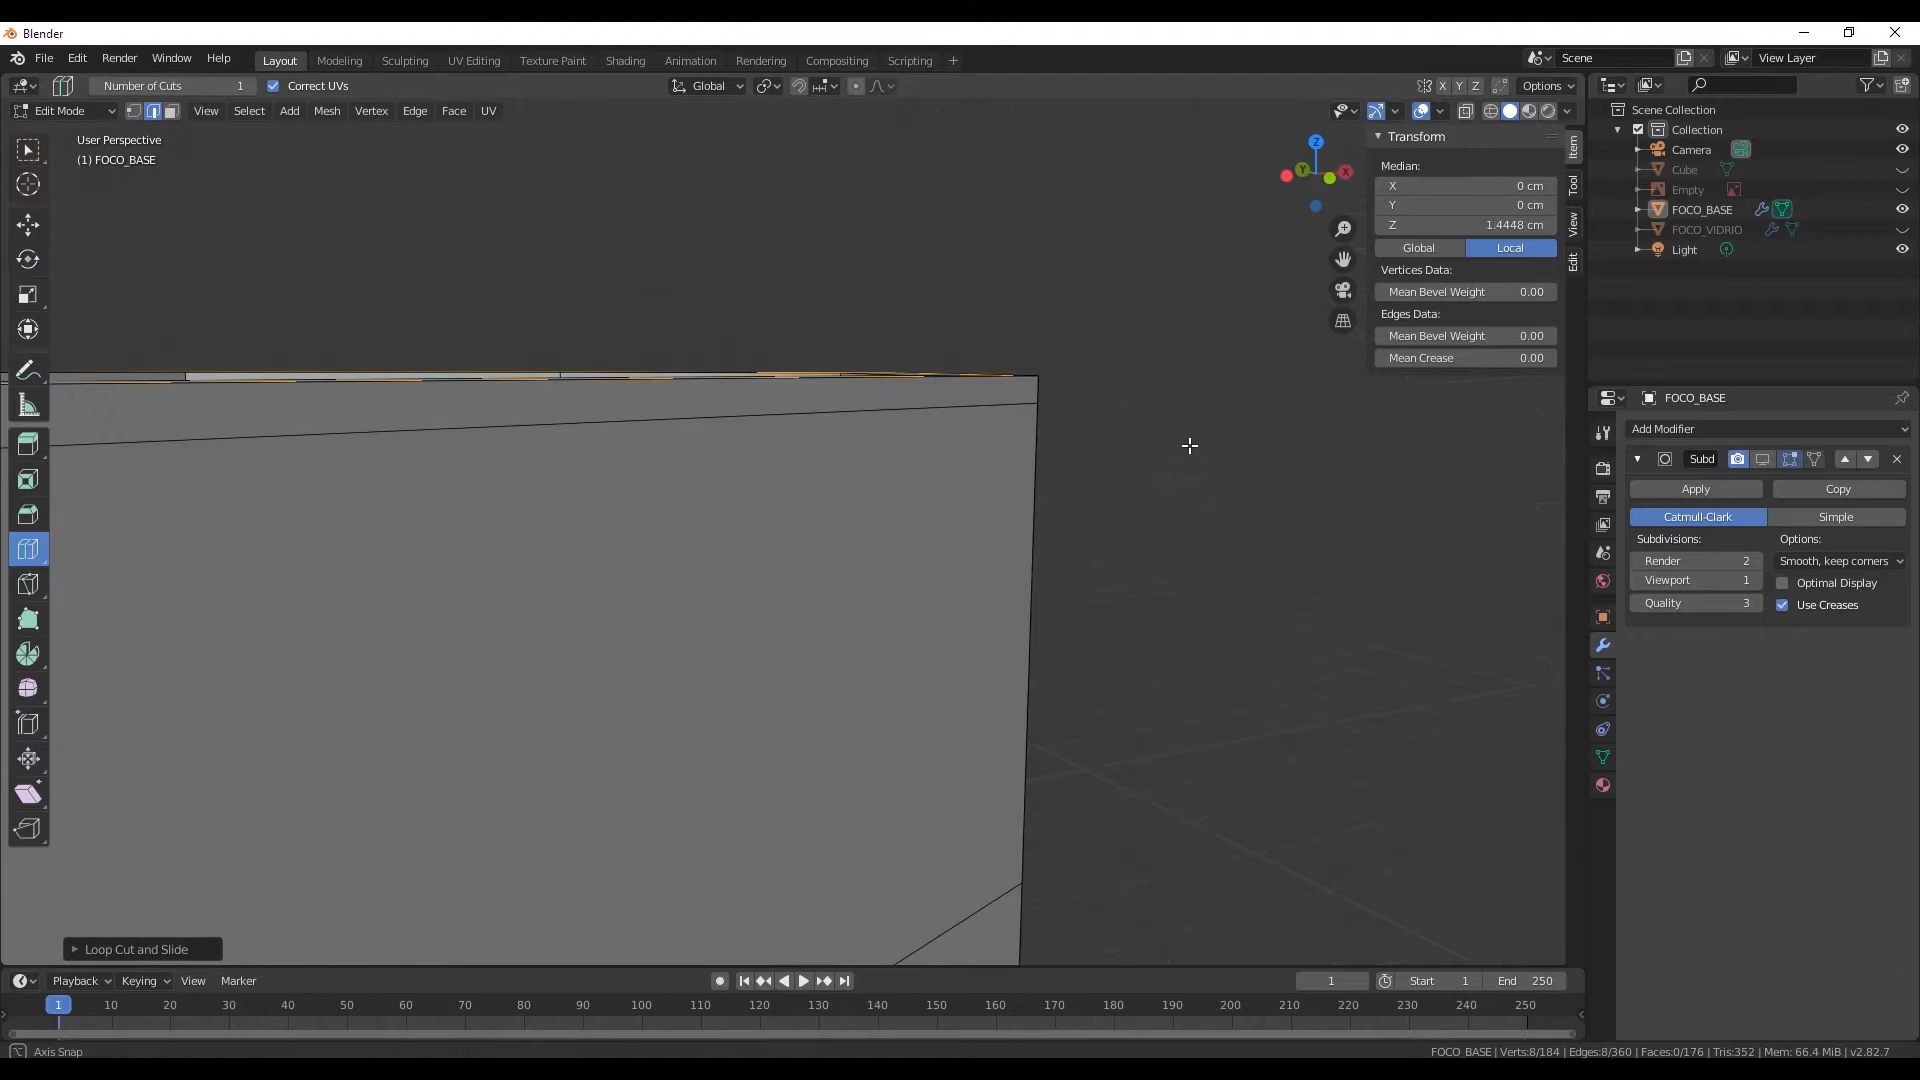 Blender
File Edit Render Window Help Layout Modeling Sculpting UV Editing Texture Paint Shading Animation Rendering Compositing Scripting + Scene View Layer
Number of Cuts 1 Correct UVs Global X Y Z Options
Edit Mode View Select Add Mesh Vertex Edge Face UV
User Perspective
(1) FOCO_BASE
Z
Y
X
Transform
Median:
X 0 cm
Y 0 cm
Z 1.4448 cm
Global Local
Vertices Data:
Mean Bevel Weight 0.00
Edges Data:
Mean Bevel Weight 0.00
Mean Crease 0.00
Item
Tool
View
Edit
Scene Collection
Collection
Camera
Cube
Empty
FOCO_BASE
FOCO_VIDRIO
Light
FOCO_BASE
Add Modifier
Subd
Apply Copy
Catmull-Clark Simple
Subdivisions: Options:
Render 2 Smooth, keep corners
Viewport 1 Optimal Display
Quality 3 Use Creases
Loop Cut and Slide
Playback Keying View Marker 1 Start 1 End 250
1 10 20 30 40 50 60 70 80 90 100 110 120 130 140 150 160 170 180 190 200 210 220 230 240 250
Axis Snap FOCO_BASE | Verts:8/184 | Edges:8/360 | Faces:0/176 | Tris:352 | Mem: 66.4 MiB | v2.82.7